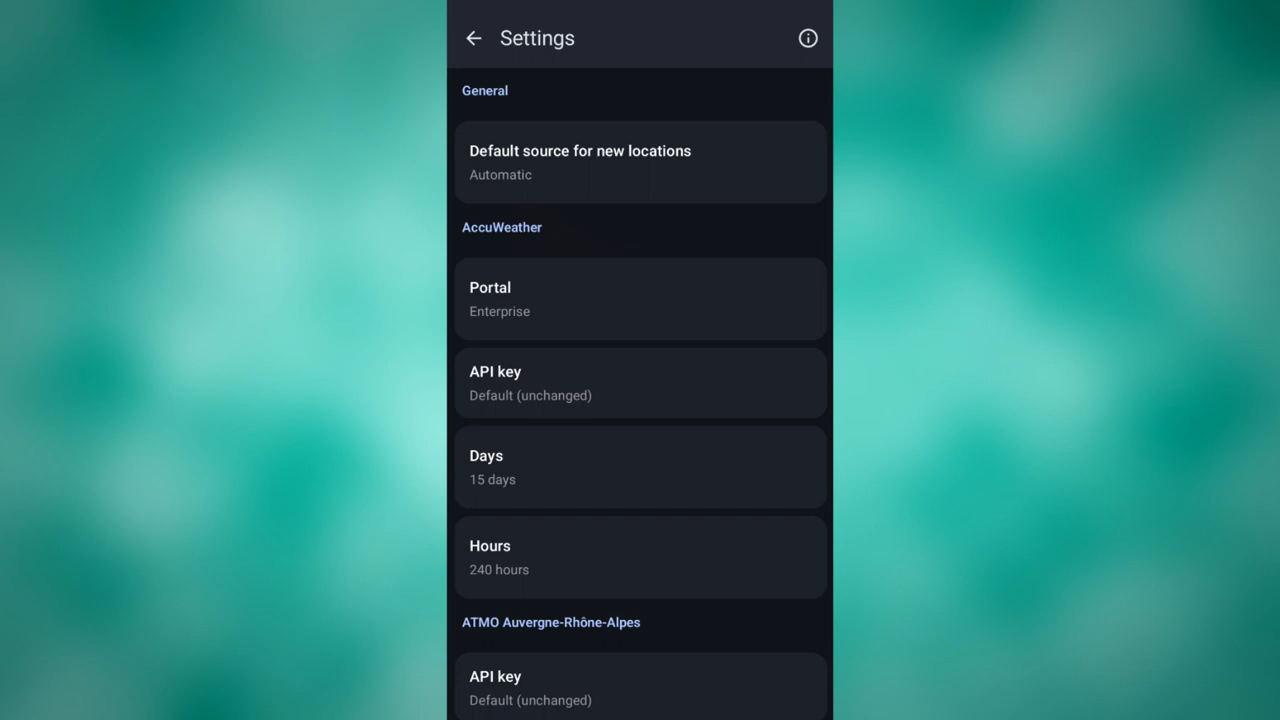 Settings
General
Default source for new locations
Automatic
AccuWeather
Portal
Enterprise
API key
Default (unchanged)
Days
15 days
Hours
240 hours
ATMO Auvergne-Rhône-Alpes
API key
Default (unchanged)